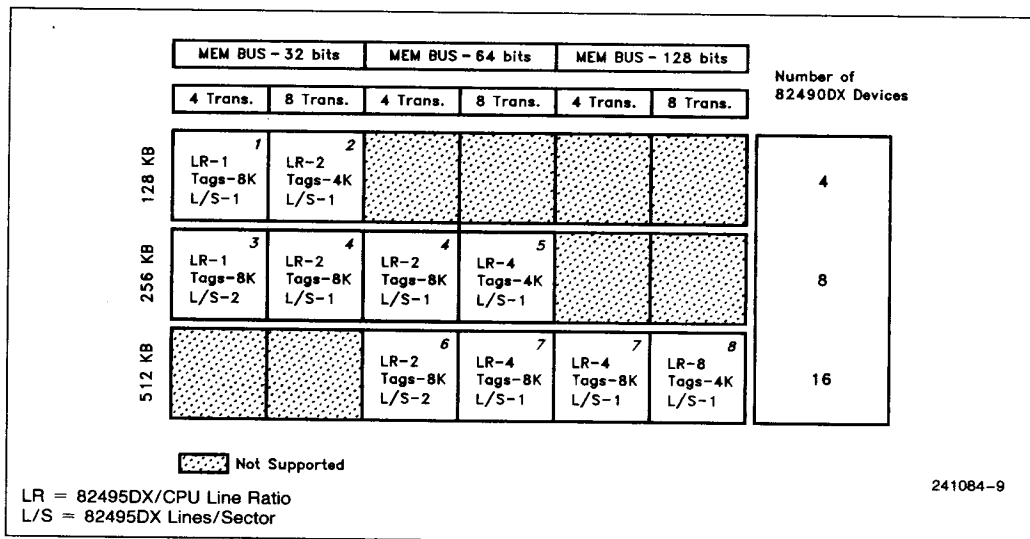 MEM BUS – 32 bits MEM BUS – 64 bits MEM BUS – 128 bits
Number of
82490DX Devices
4 Trans. 8 Trans. 4 Trans. 8 Trans. 4 Trans. 8 Trans.
128 KB
1
LR-1
Tags-8K
L/S-1
2
LR-2
Tags-4K
L/S-1
4
256 KB
3
LR-1
Tags-8K
L/S-2
4
LR-2
Tags-8K
L/S-1
4
LR-2
Tags-8K
L/S-1
5
LR-4
Tags-4K
L/S-1
8
512 KB
6
LR-2
Tags-8K
L/S-2
7
LR-4
Tags-8K
L/S-1
7
LR-4
Tags-8K
L/S-1
8
LR-8
Tags-4K
L/S-1
16
Not Supported
241084–9
LR = 82495DX/CPU Line Ratio
L/S = 82495DX Lines/Sector